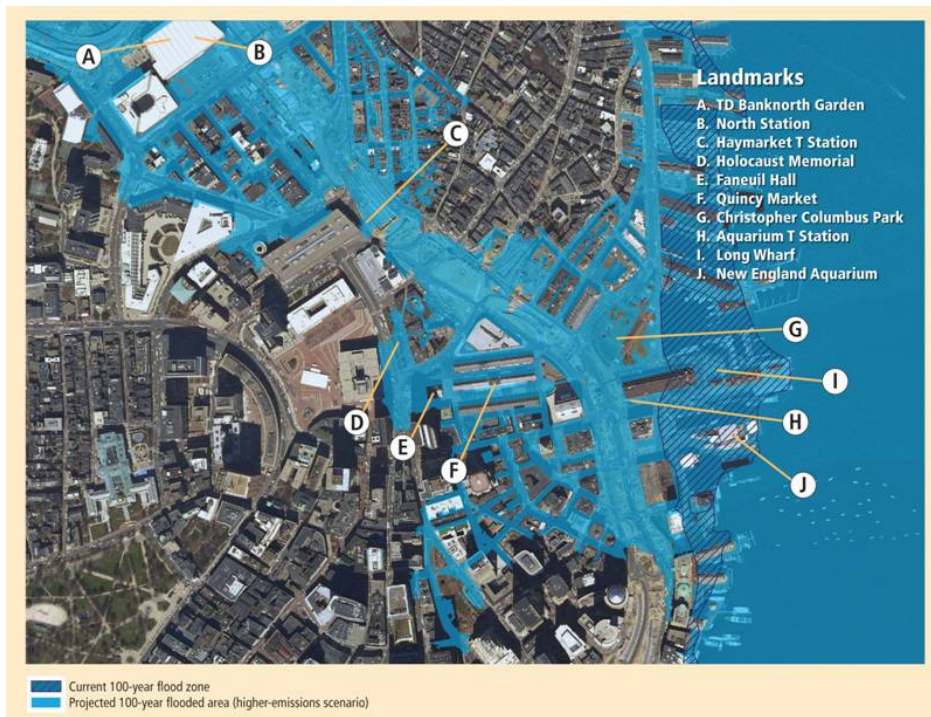 A
B
C
Landmarks
A. TD Banknorth Garden
B. North Station
C. Haymarket T Station
D. Holocaust Memorial
E. Faneuil Hall
F. Quincy Market
G. Christopher Columbus Park
H. Aquarium T Station
I. Long Wharf
J. New England Aquarium
G
I
D
E
F
H
J
Current 100-year flood zone
Projected 100-year flooded area (higher-emissions scenario)